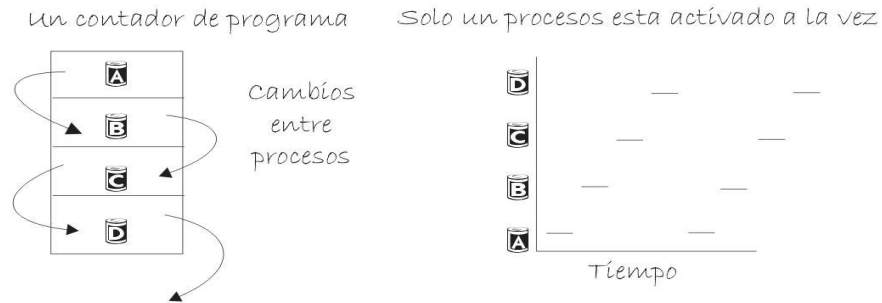 Un contador de programa
A
B
C
D
Cambios
entre
procesos
Solo un procesos esta activado a la vez
D
C
B
A
Tiempo